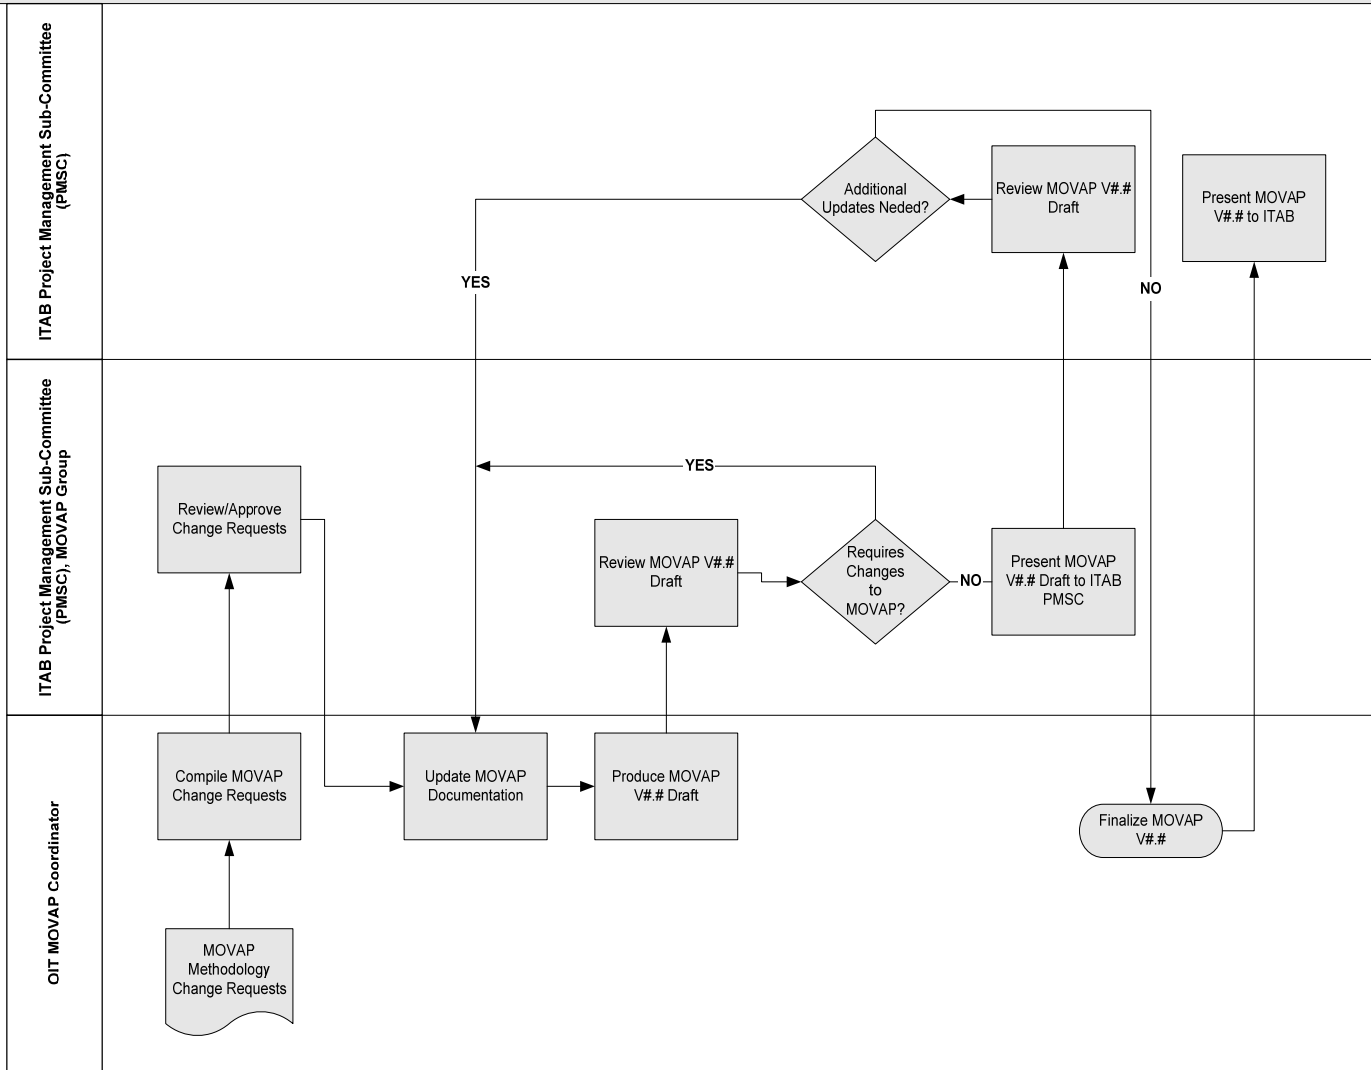 ITAB Project Management Sub-Committee
(PMSC)
Additional
Updates Neded?
Review MOVAP V#.#
Draft
Present MOVAP
V#.# to ITAB
YES
NO
ITAB Project Management Sub-Committee
(PMSC), MOVAP Group
Review/Approve
Change Requests
YES
Review MOVAP V#.#
Draft
Requires
Changes
to
MOVAP?
NO
Present MOVAP
V#.# Draft to ITAB
PMSC
OIT MOVAP Coordinator
Compile MOVAP
Change Requests
Update MOVAP
Documentation
Produce MOVAP
V#.# Draft
Finalize MOVAP
V#.#
MOVAP
Methodology
Change Requests